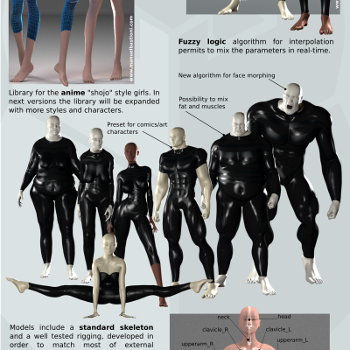 www.manuelbastioni.com
Fuzzy logic algorithm for interpolation
permits to mix the parameters in real-time.
New algorithm for face morphing
Library for the anime "shojo" style girls. In
next versions the library will be expanded
with more styles and characters.
Possibility to mix
fat and muscles
Preset for comics/art
characters
Models include a standard skeleton
and a well tested rigging, developed in
order to match most of external
neck
head
clavicle_R
clavicle_L
upperarm_R
upperarm_L